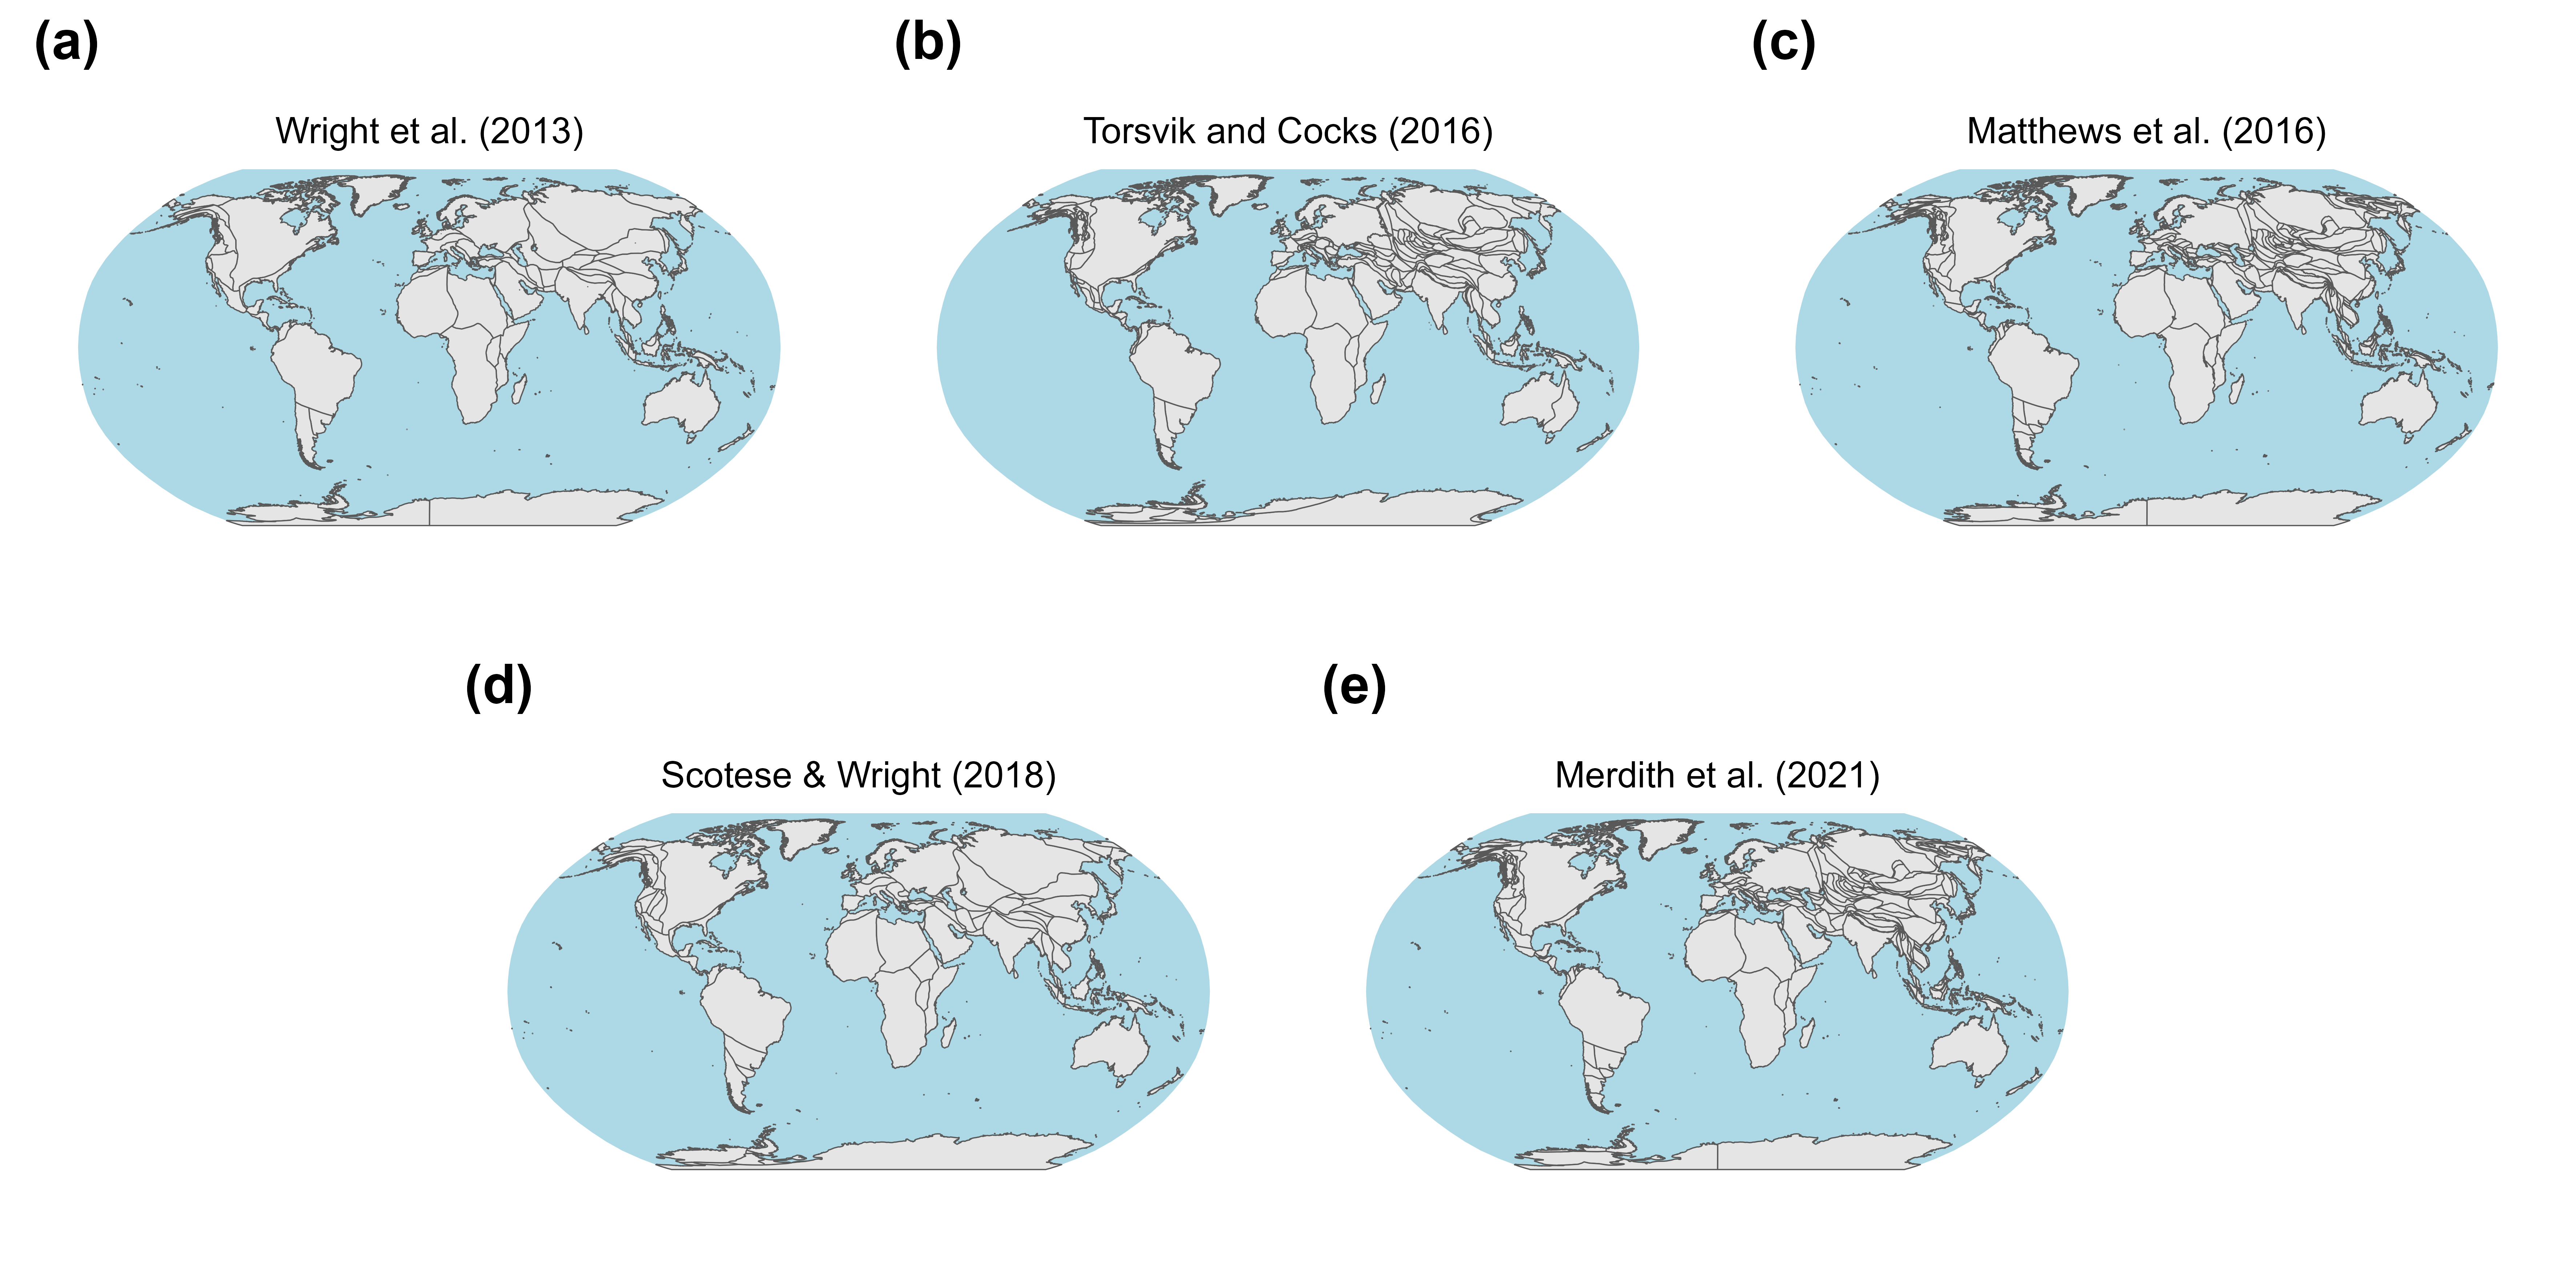 (a)
(b)
(c)
Wright et al. (2013)
Torsvik and Cocks (2016)
Matthews et al. (2016)
(d)
(e)
Scotese & Wright (2018)
Merdith et al. (2021)